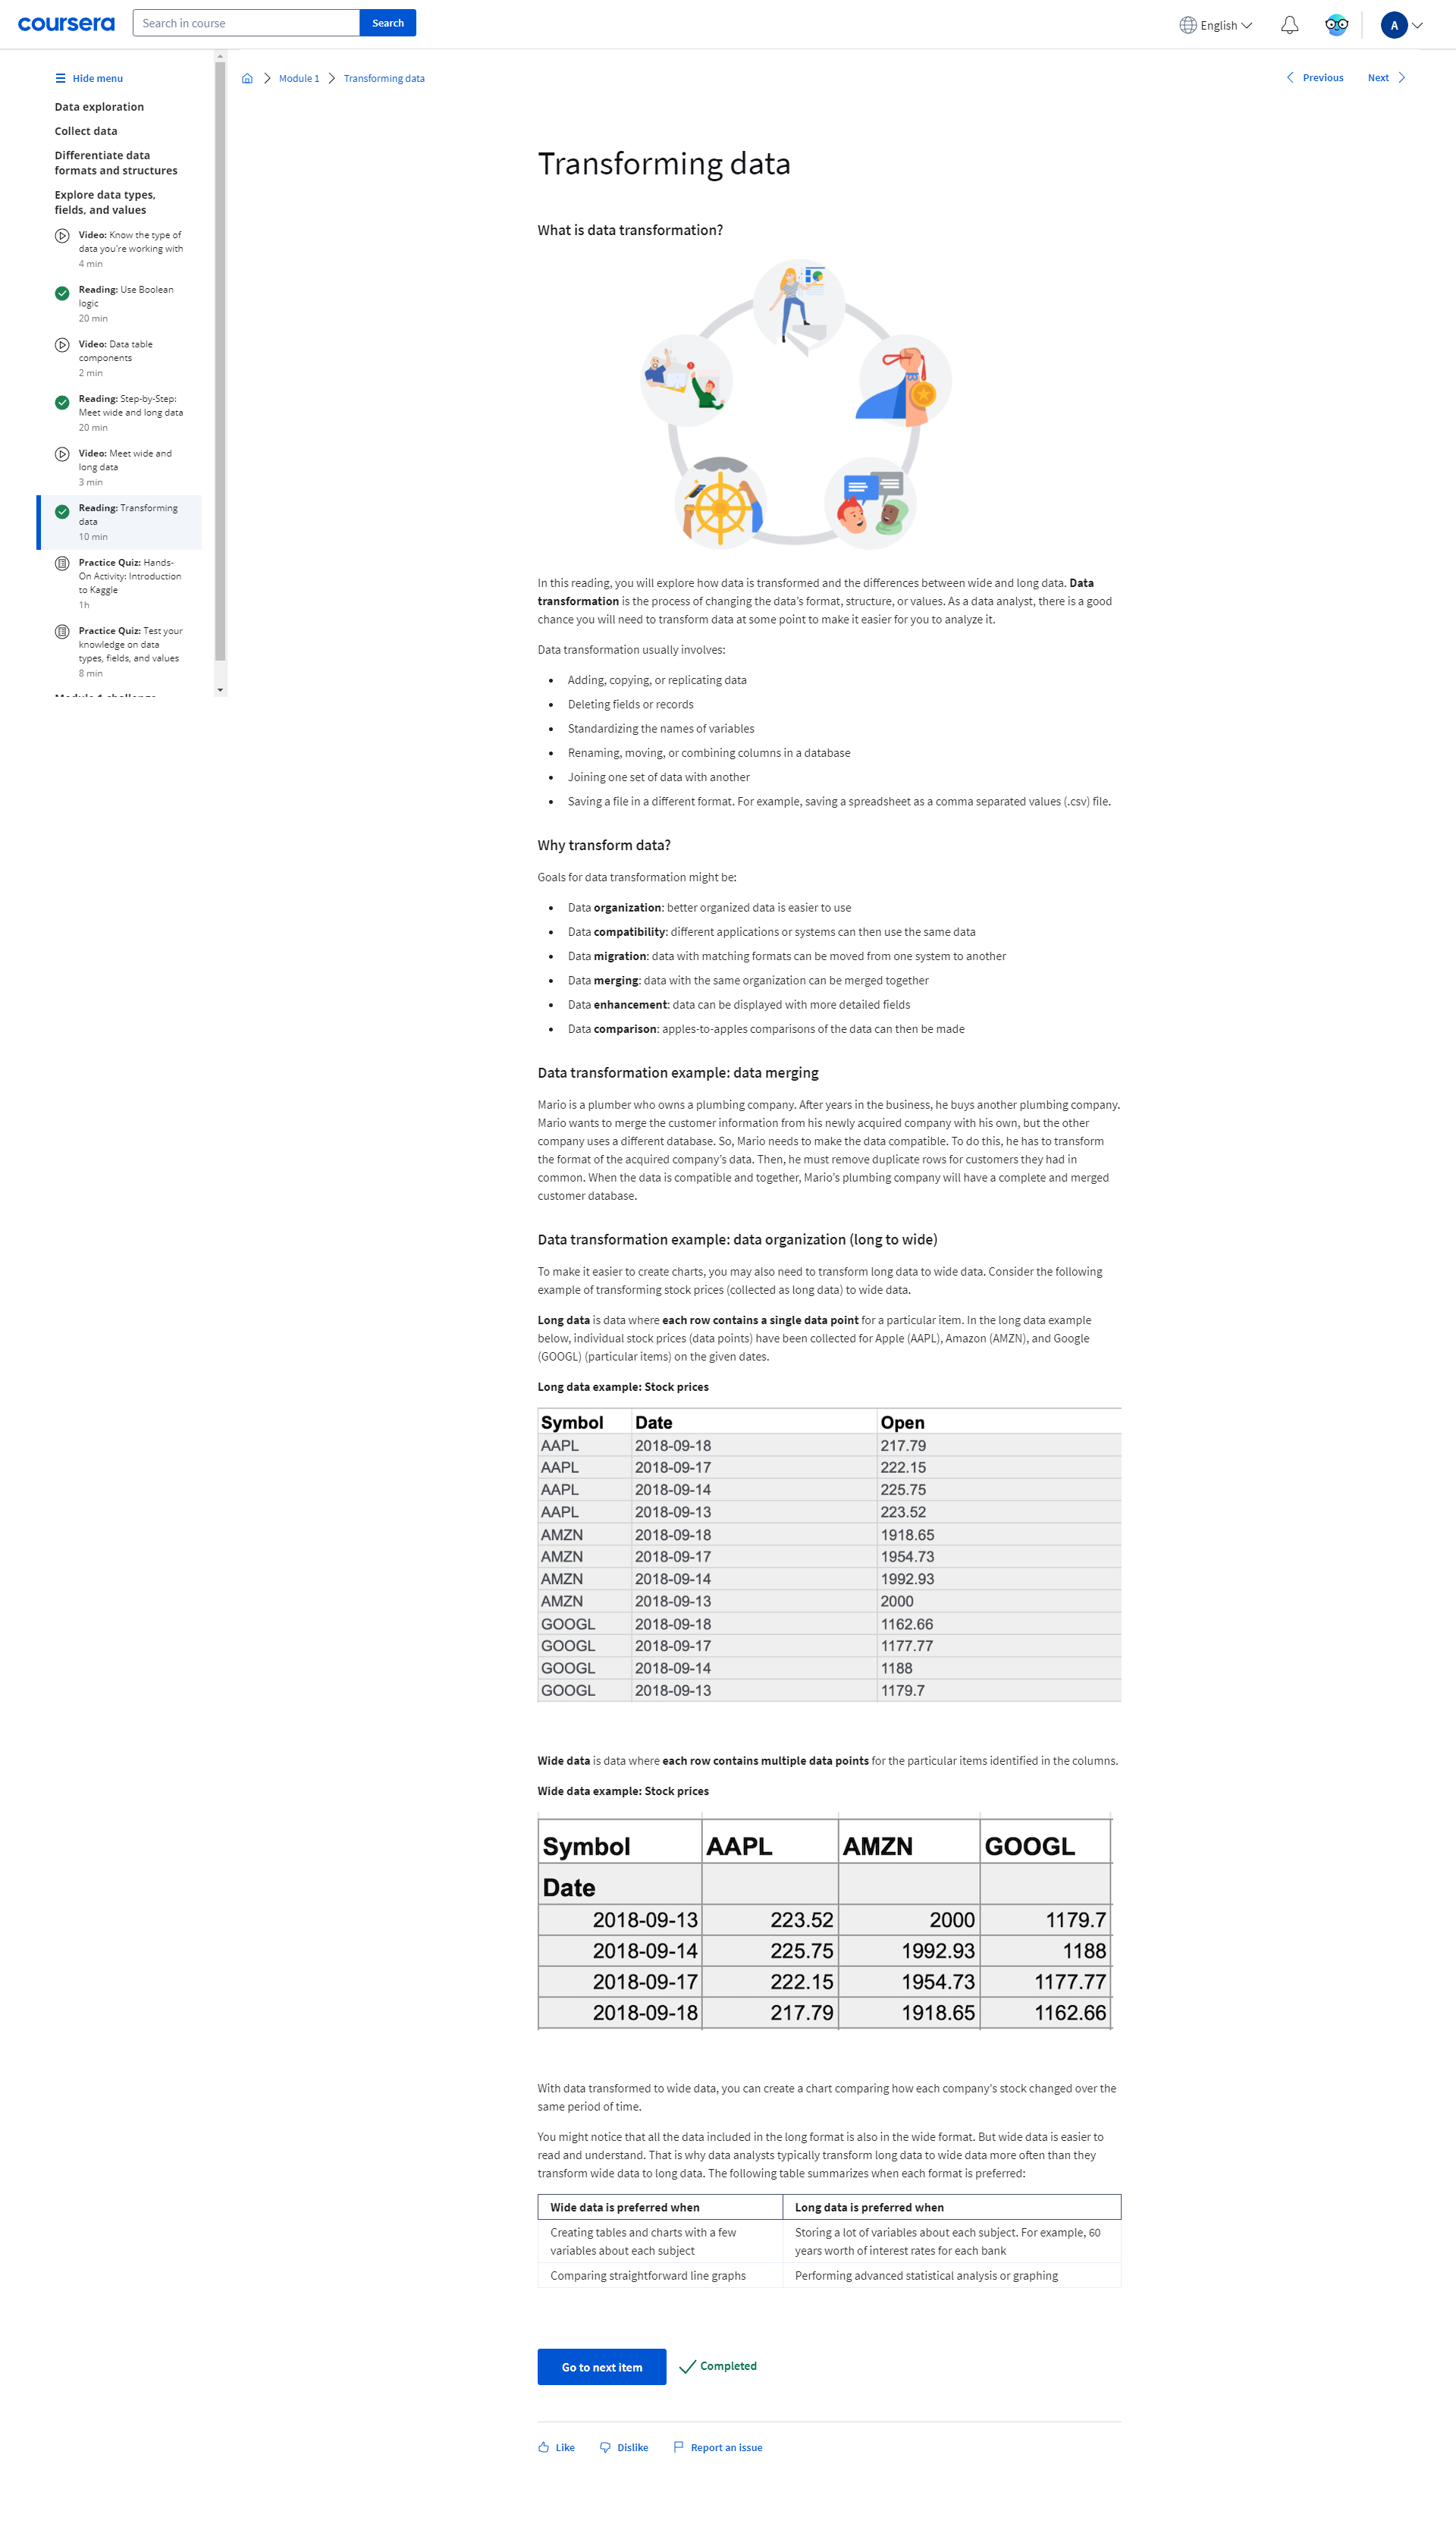 coursera
Search in course
Search
English
A
Hide menu
Data exploration
Collect data
Differentiate data
formats and structures
Explore data types,
fields, and values
Video: Know the type of
data you're working with
4 min
Reading: Use Boolean
logic
20 min
Video: Data table
components
2 min
Reading: Step-by-Step:
Meet wide and long data
20 min
Video: Meet wide and
long data
3 min
Reading: Transforming
data
10 min
Practice Quiz: Hands-
On Activity: Introduction
to Kaggle
1h
Practice Quiz: Test your
knowledge on data
types, fields, and values
8 min
Module 1 challenge
Module 1
Transforming data
Previous
Next
Transforming data
What is data transformation?
In this reading, you will explore how data is transformed and the differences between wide and long data. Data
transformation is the process of changing the data’s format, structure, or values. As a data analyst, there is a good
chance you will need to transform data at some point to make it easier for you to analyze it.
Data transformation usually involves:
• Adding, copying, or replicating data
• Deleting fields or records
• Standardizing the names of variables
• Renaming, moving, or combining columns in a database
• Joining one set of data with another
• Saving a file in a different format. For example, saving a spreadsheet as a comma separated values (.csv) file.
Why transform data?
Goals for data transformation might be:
• Data organization: better organized data is easier to use
• Data compatibility: different applications or systems can then use the same data
• Data migration: data with matching formats can be moved from one system to another
• Data merging: data with the same organization can be merged together
• Data enhancement: data can be displayed with more detailed fields
• Data comparison: apples-to-apples comparisons of the data can then be made
Data transformation example: data merging
Mario is a plumber who owns a plumbing company. After years in the business, he buys another plumbing company.
Mario wants to merge the customer information from his newly acquired company with his own, but the other
company uses a different database. So, Mario needs to make the data compatible. To do this, he has to transform
the format of the acquired company’s data. Then, he must remove duplicate rows for customers they had in
common. When the data is compatible and together, Mario’s plumbing company will have a complete and merged
customer database.
Data transformation example: data organization (long to wide)
To make it easier to create charts, you may also need to transform long data to wide data. Consider the following
example of transforming stock prices (collected as long data) to wide data.
Long data is data where each row contains a single data point for a particular item. In the long data example
below, individual stock prices (data points) have been collected for Apple (AAPL), Amazon (AMZN), and Google
(GOOGL) (particular items) on the given dates.
Long data example: Stock prices
Symbol Date Open
AAPL 2018-09-18 217.79
AAPL 2018-09-17 222.15
AAPL 2018-09-14 225.75
AAPL 2018-09-13 223.52
AMZN 2018-09-18 1918.65
AMZN 2018-09-17 1954.73
AMZN 2018-09-14 1992.93
AMZN 2018-09-13 2000
GOOGL 2018-09-18 1162.66
GOOGL 2018-09-17 1177.77
GOOGL 2018-09-14 1188
GOOGL 2018-09-13 1179.7
Wide data is data where each row contains multiple data points for the particular items identified in the columns.
Wide data example: Stock prices
Symbol AAPL AMZN GOOGL
Date
2018-09-13 223.52 2000 1179.7
2018-09-14 225.75 1992.93 1188
2018-09-17 222.15 1954.73 1177.77
2018-09-18 217.79 1918.65 1162.66
With data transformed to wide data, you can create a chart comparing how each company's stock changed over the
same period of time.
You might notice that all the data included in the long format is also in the wide format. But wide data is easier to
read and understand. That is why data analysts typically transform long data to wide data more often than they
transform wide data to long data. The following table summarizes when each format is preferred:
Wide data is preferred when
Long data is preferred when
Creating tables and charts with a few
variables about each subject
Storing a lot of variables about each subject. For example, 60
years worth of interest rates for each bank
Comparing straightforward line graphs
Performing advanced statistical analysis or graphing
Go to next item
Completed
Like
Dislike
Report an issue